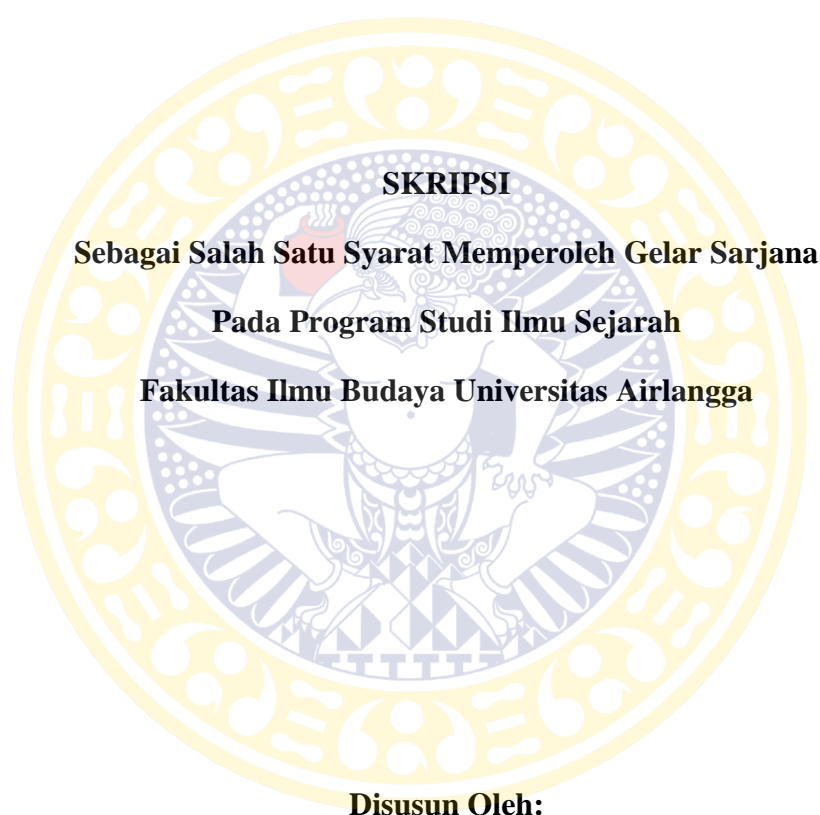 SKRIPSI
Sebagai Salah Satu Syarat Memperoleh Gelar Sarjana
Pada Program Studi Ilmu Sejarah
Fakultas Ilmu Budaya Universitas Airlangga
Disusun Oleh: